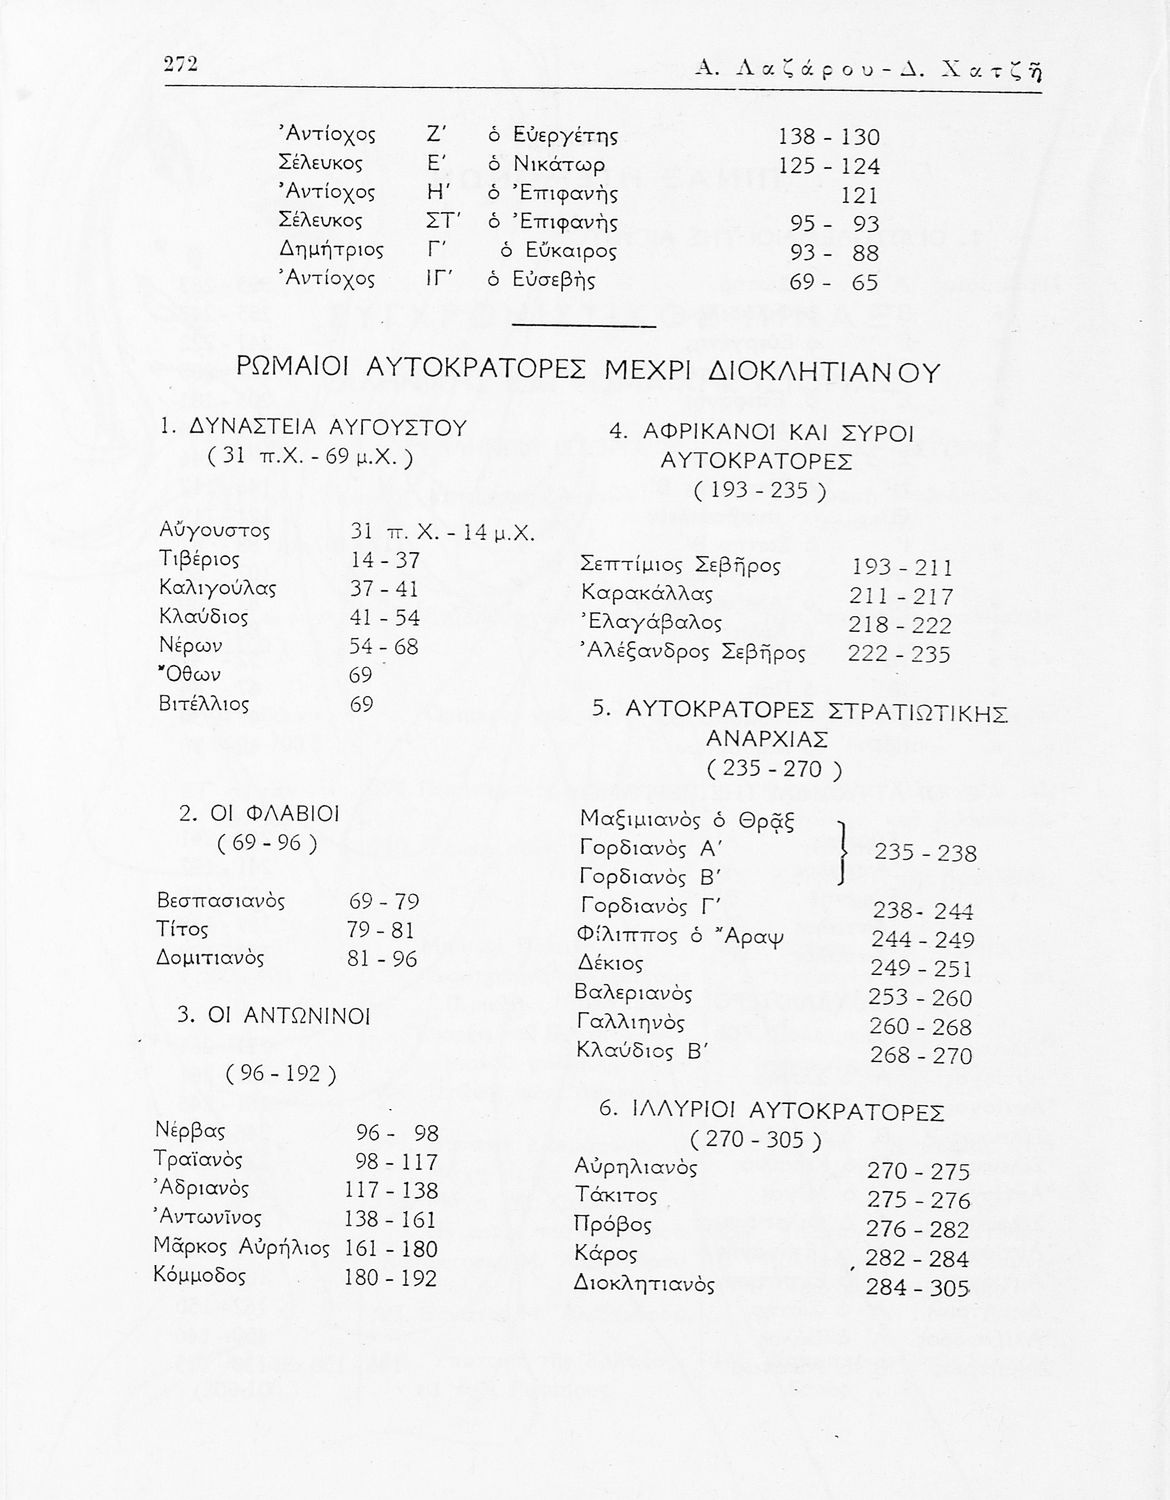 272 Α. Λαζάρου - Δ. Χατζῆ
Ἀντίοχος Ζ' ὁ Εὐεργέτης 138 - 130
Σέλευκος Ε' ὁ Νικάτωρ 125 - 124
Ἀντίοχος Η' ὁ Ἐπιφανὴς 121
Σέλευκος ΣΤ' ὁ Ἐπιφανὴς 95 - 93
Δημήτριος Γ' ὁ Εὔκαιρος 93 - 88
Ἀντίοχος ΙΓ' ὁ Εὐσεβὴς 69 - 65
ΡΩΜΑΙΟΙ ΑΥΤΟΚΡΑΤΟΡΕΣ ΜΕΧΡΙ ΔΙΟΚΛΗΤΙΑΝΟΥ
1. ΔΥΝΑΣΤΕΙΑ ΑΥΓΟΥΣΤΟΥ
( 31 π.Χ. - 69 μ.Χ. )
Αὔγουστος 31 π. Χ. - 14 μ.Χ.
Τιβέριος 14 - 37
Καλιγούλας 37 - 41
Κλαύδιος 41 - 54
Νέρων 54 - 68
Ὄθων 69
Βιτέλλιος 69
2. ΟΙ ΦΛΑΒΙΟΙ
( 69 - 96 )
Βεσπασιανὸς 69 - 79
Τίτος 79 - 81
Δομιτιανὸς 81 - 96
3. ΟΙ ΑΝΤΩΝΙΝΟΙ
( 96 - 192 )
Νέρβας 96 - 98
Τραϊανὸς 98 - 117
Ἀδριανὸς 117 - 138
Ἀντωνῖνος 138 - 161
Μᾶρκος Αὐρήλιος 161 - 180
Κόμμοδος 180 - 192
4. ΑΦΡΙΚΑΝΟΙ ΚΑΙ ΣΥΡΟΙ
ΑΥΤΟΚΡΑΤΟΡΕΣ
( 193 - 235 )
Σεπτίμιος Σεβῆρος 193 - 211
Καρακάλλας 211 - 217
Ἐλαγάβαλος 218 - 222
Ἀλέξανδρος Σεβῆρος 222 - 235
5. ΑΥΤΟΚΡΑΤΟΡΕΣ ΣΤΡΑΤΙΩΤΙΚΗΣ
ΑΝΑΡΧΙΑΣ
( 235 - 270 )
Μαξιμιανὸς ὁ Θρᾷξ
Γορδιανὸς Α' } 235 - 238
Γορδιανὸς Β'
Γορδιανὸς Γ' 238 - 244
Φίλιππος ὁ Ἄραψ 244 - 249
Δέκιος 249 - 251
Βαλεριανὸς 253 - 260
Γαλλιηνὸς 260 - 268
Κλαύδιος Β' 268 - 270
6. ΙΛΛΥΡΙΟΙ ΑΥΤΟΚΡΑΤΟΡΕΣ
( 270 - 305 )
Αὐρηλιανὸς 270 - 275
Τάκιτος 275 - 276
Πρόβος 276 - 282
Κάρος 282 - 284
Διοκλητιανὸς 284 - 305